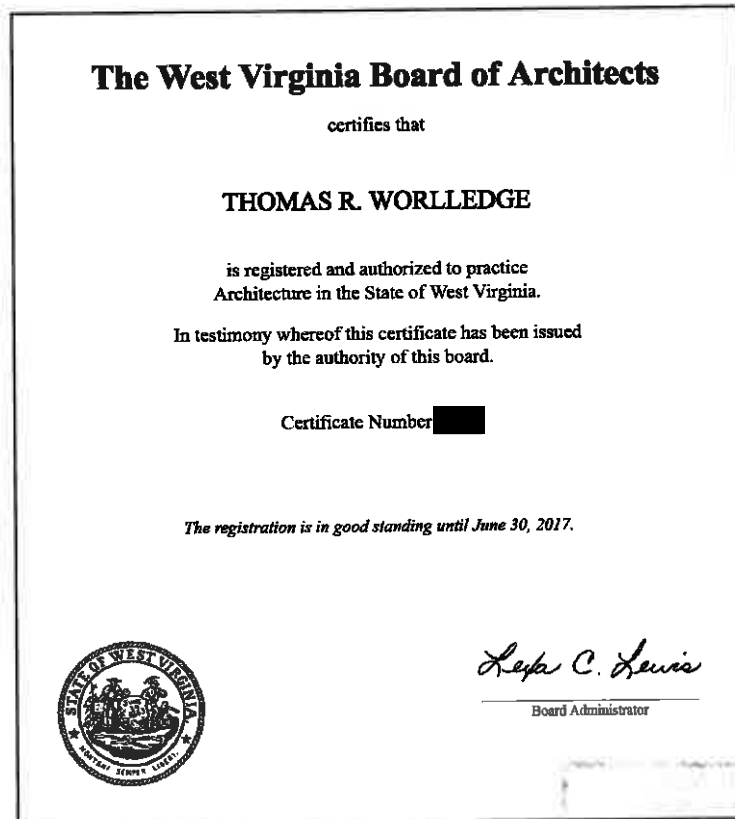 The West Virginia Board of Architects
certifies that
THOMAS R. WORLLEDGE
is registered and authorized to practice
Architecture in the State of West Virginia.
In testimony whereof this certificate has been issued
by the authority of this board.
Certificate Number
The registration is in good standing until June 30, 2017.
STATE OF WEST VIRGINIA
MONTANI SEMPER LIBERI
Lexa C. Lewis
Board Administrator